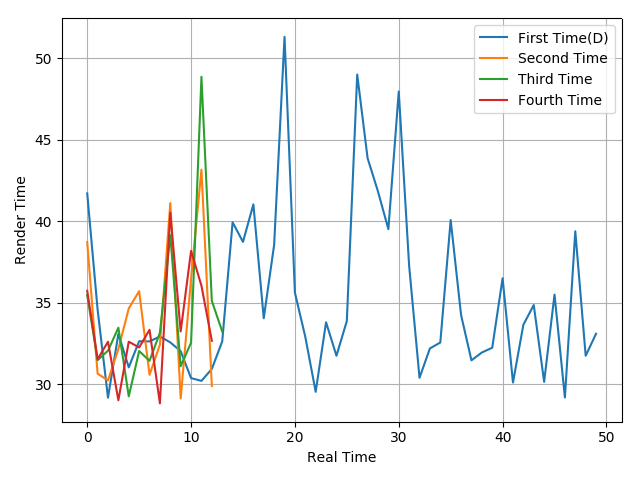 First Time(D)
Second Time
Third Time
Fourth Time
50
45
40
35
30
Render Time
0 10 20 30 40 50
Real Time